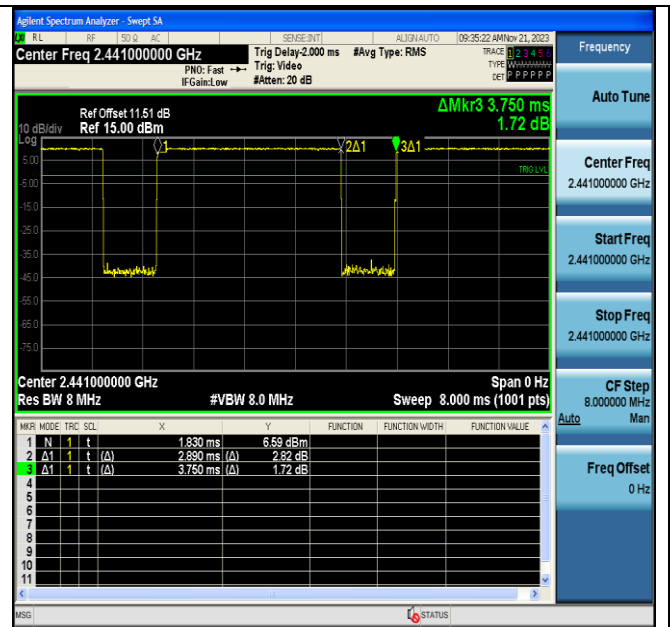 Agilent Spectrum Analyzer - Swept SA
RL RF 50 Ω AC SENSE:INT ALIGN AUTO 09:35:22 AM Nov 21, 2023
Center Freq 2.441000000 GHz
PNO: Fast
IFGain:Low
Trig Delay-2.000 ms
Trig: Video
#Atten: 20 dB
#Avg Type: RMS
TRACE 1 2 3 4 5 6
TYPE
DET P P P P P P
Ref Offset 11.51 dB
10 dB/div Ref 15.00 dBm
ΔMkr3 3.750 ms
1.72 dB
Log
1 2Δ1 3Δ1
TRIG LVL
5.00
-5.00
-15.0
-25.0
-35.0
-45.0
-55.0
-65.0
-75.0
Center 2.441000000 GHz Span 0 Hz
Res BW 8 MHz #VBW 8.0 MHz Sweep 8.000 ms (1001 pts)
MKR MODE TRC SCL X Y FUNCTION FUNCTION WIDTH FUNCTION VALUE
1 N 1 t 1.830 ms 6.59 dBm
2 Δ1 1 t (Δ) 2.890 ms (Δ) 2.82 dB
3 Δ1 1 t (Δ) 3.750 ms (Δ) 1.72 dB
4
5
6
7
8
9
10
11
MSG STATUS
Frequency
Auto Tune
Center Freq
2.441000000 GHz
Start Freq
2.441000000 GHz
Stop Freq
2.441000000 GHz
CF Step
8.000000 MHz
Auto Man
Freq Offset
0 Hz